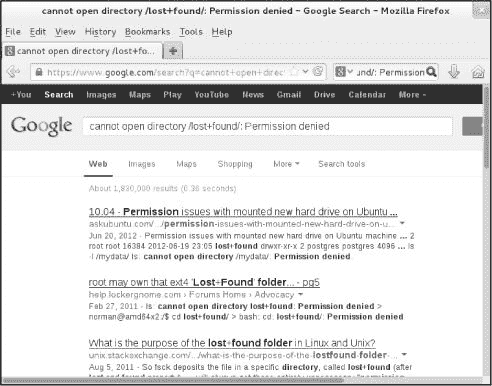 cannot open directory /lost+found/: Permission denied - Google Search - Mozilla Firefox
File Edit View History Bookmarks Tools Help
cannot open directory /lost+fo...
https://www.google.com/search?q=cannot+open+direc
und/: Permission
+You Search Images Maps Play YouTube News Gmail Drive Calendar More
Google
cannot open directory /lost+found/: Permission denied
Web Images Maps Shopping More Search tools
About 1,830,000 results (0.36 seconds)
10.04 - Permission issues with mounted new hard drive on Ubuntu ...
askubuntu.com/.../permission-issues-with-mounted-new-hard-drive-on-u...
Jun 20, 2012 - Permission issues with mounted new hard drive on Ubuntu machine ... 2
root root 16384 2012-06-19 23:05 lost+found drwxr-xr-x 2 postgres postgres 4096 ... ls
-l /mydata/ ls: cannot open directory /mydata/: Permission denied.
root may own that ext4 'Lost+Found' folder... - pg5
help.lockergnome.com › Forums Home › Advocacy
Feb 27, 2011 - ls: cannot open directory lost+found: Permission denied >
norman@amd64x2:/$ cd lost+found/ > bash: cd: lost+found/: Permission denied
What is the purpose of the lost+found folder in Linux and Unix?
unix.stackexchange.com/.../what-is-the-purpose-of-the-lostfound-folder-...
Aug 5, 2011 - So fsck deposits the file in a specific directory, called lost+found (after